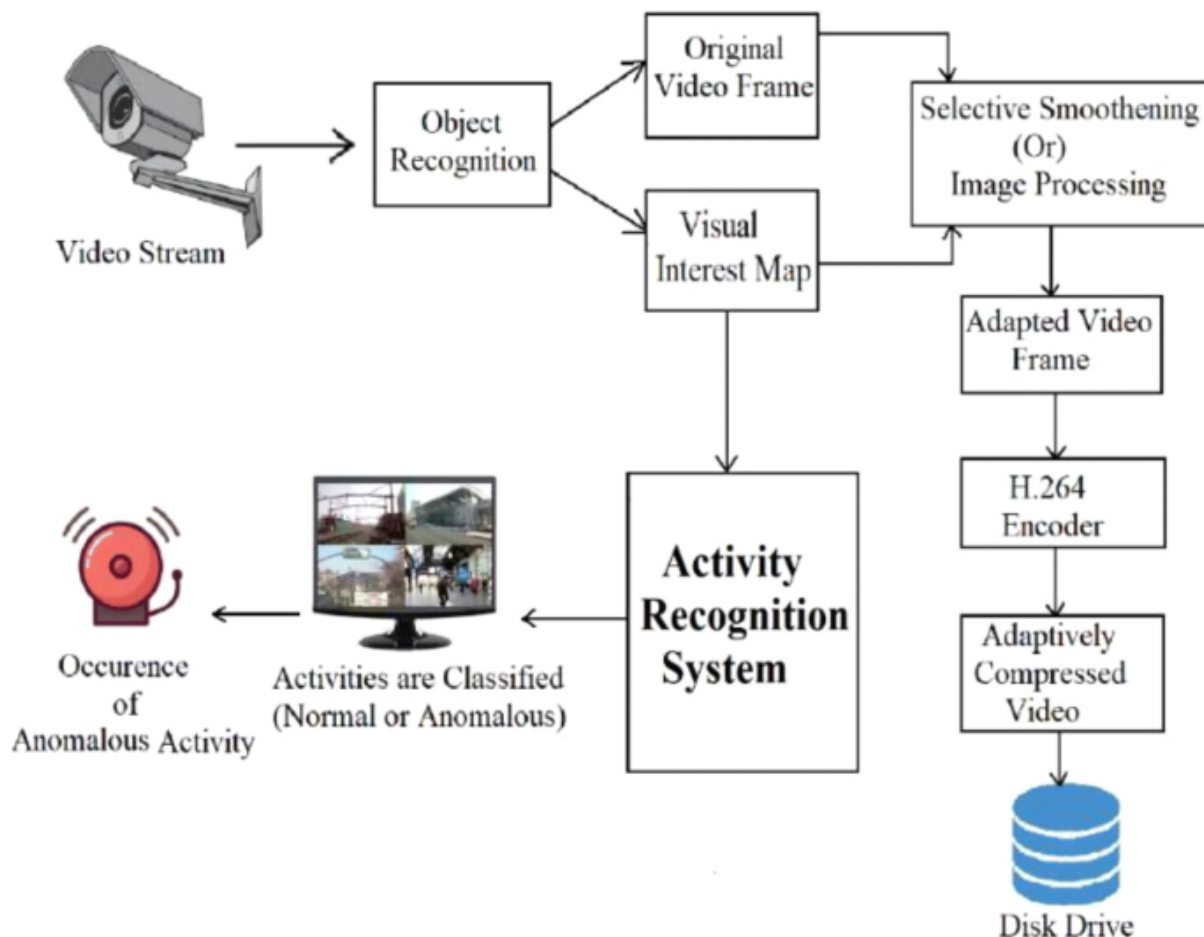 Video Stream
Object
Recognition
Original
Video Frame
Visual
Interest Map
Selective Smoothening
(Or)
Image Processing
Adapted Video
Frame
H.264
Encoder
Adaptively
Compressed
Video
Disk Drive
Activity
Recognition
System
Activities are Classified
(Normal or Anomalous)
Occurence
of
Anomalous Activity